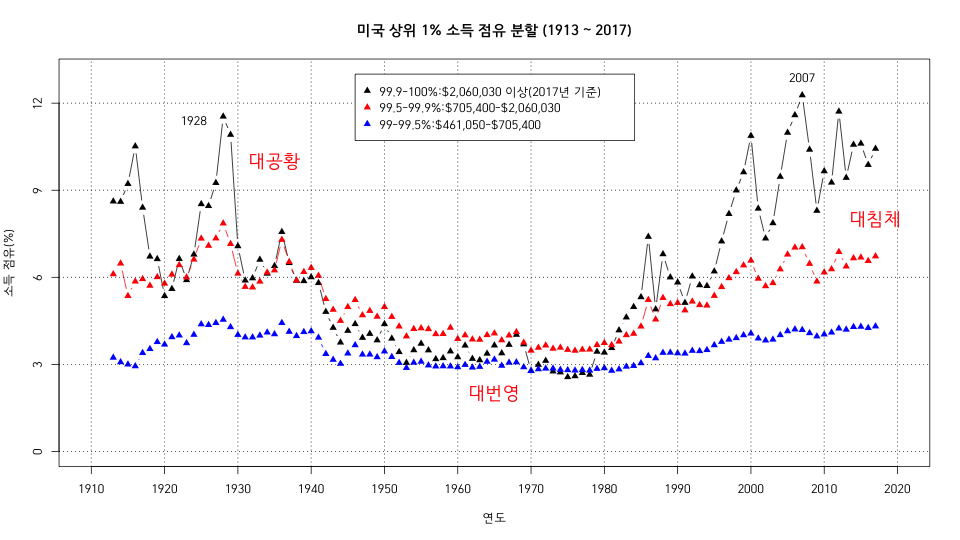 미국 상위 1% 소득 점유 분할 (1913 ~ 2017)
2007
99.9-100%:$2,060,030 이상(2017년 기준)
99.5-99.9%:$705,400-$2,060,030
99-99.5%:$461,050-$705,400
1928
대공황
대침체
대번영
소득 점유(%)
12
9
6
3
0
1910 1920 1930 1940 1950 1960 1970 1980 1990 2000 2010 2020
연도